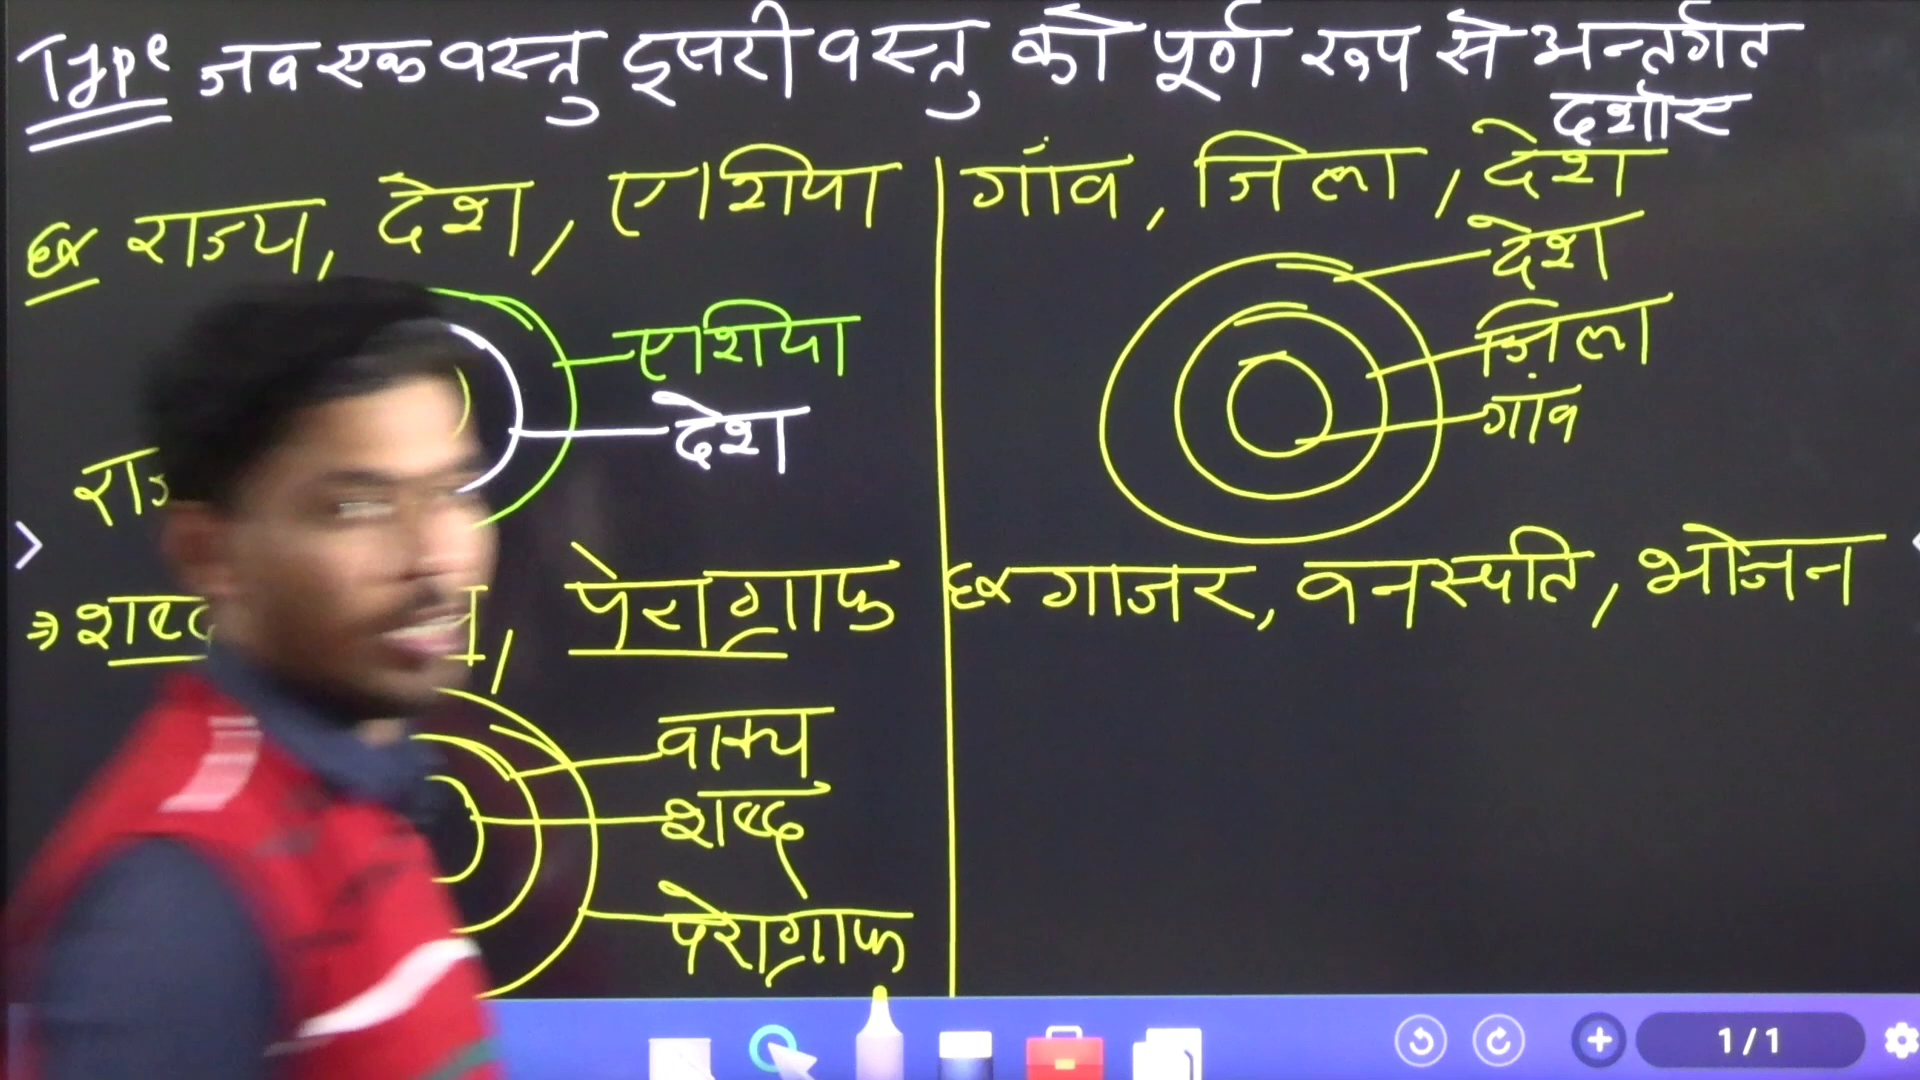 Type जब एक वस्तु दुसरी वस्तु को पूर्ण रूप से अन्तर्गत
दर्शाए
Ex राज्य, देश, एशिया
एशिया
देश
⇒ शब्द , पेराग्राफ
वाक्य
शब्द
पेराग्राफ
गांव, जिला, देश
देश
जिला
गांव
Ex गाजर, वनस्पति, भोजन
1/1